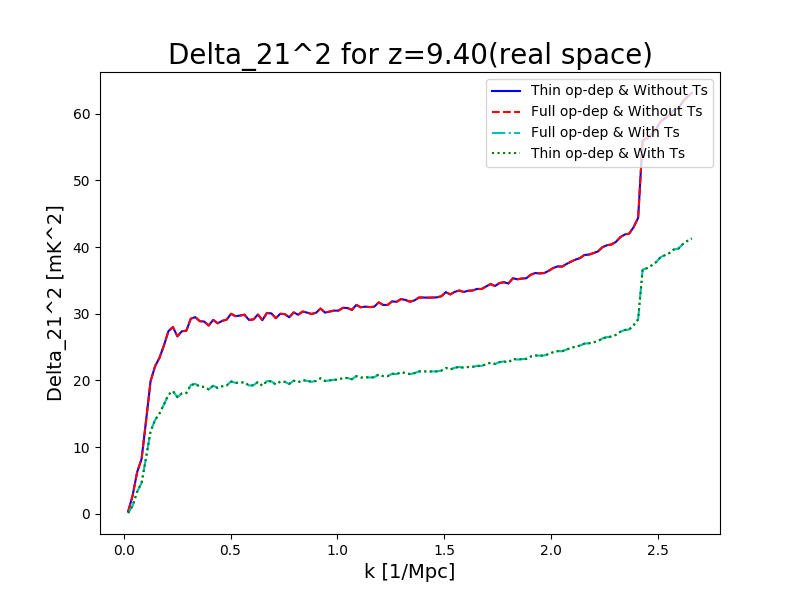 Delta_21^2 for z=9.40(real space)
Thin op-dep & Without Ts
Full op-dep & Without Ts
Full op-dep & With Ts
Thin op-dep & With Ts
Delta_21^2 [mK^2]
60
50
40
30
20
10
0
0.0 0.5 1.0 1.5 2.0 2.5
k [1/Mpc]